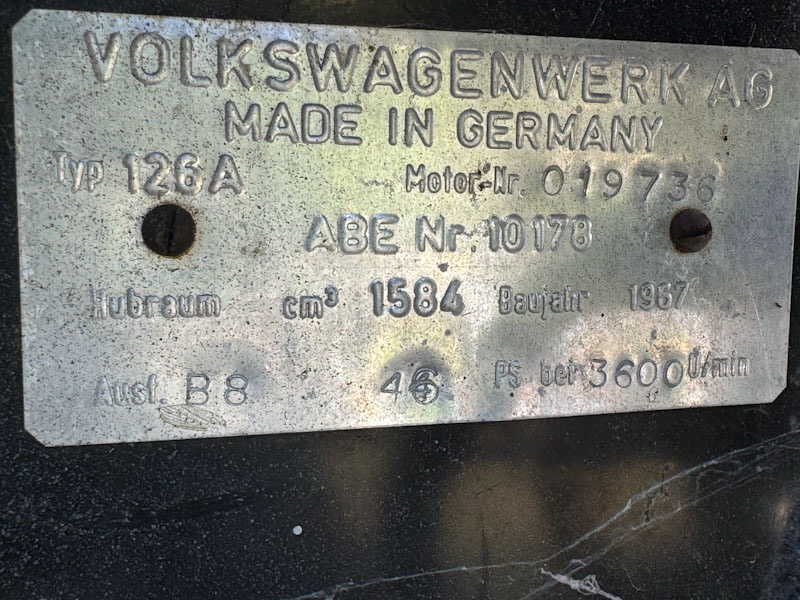 VOLKSWAGENWERK AG
MADE IN GERMANY
Typ 126A Motor-Nr. 019736
ABE Nr. 10178
Hubraum cm³ 1584 Baujahr 1967
Ausf. B8 46 PS bei 3600 U/min